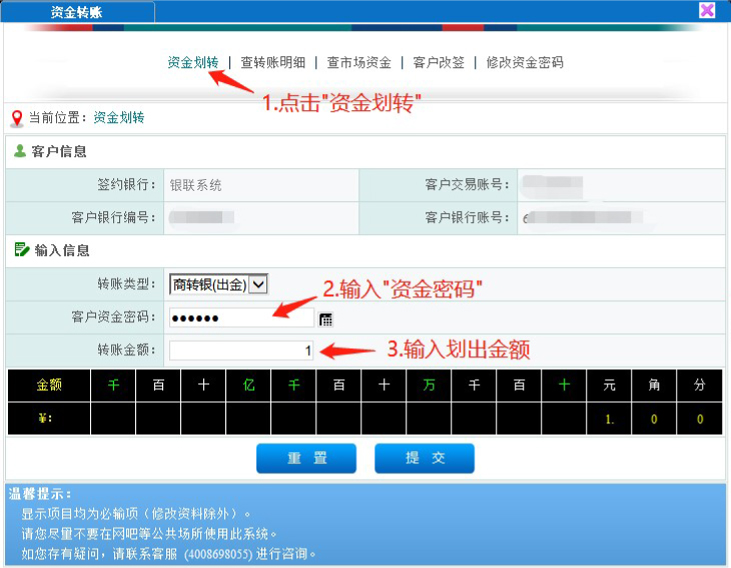 资金转账
资金划转 | 查转账明细 | 查市场资金 | 客户改签 | 修改资金密码
1.点击"资金划转"
当前位置：资金划转
客户信息
签约银行： 银联系统 客户交易账号：
客户银行编号： 客户银行账号： 6
输入信息
转账类型： 商转银(出金)
2.输入"资金密码"
客户资金密码： ●●●●●●
转账金额： 1
3.输入划出金额
金额 千 百 十 亿 千 百 十 万 千 百 十 元 角 分
¥: 1. 0 0
重 置 提 交
温馨提示：
显示项目均为必输项（修改资料除外）。
请您尽量不要在网吧等公共场所使用此系统。
如您存有疑问，请联系客服 (4008698055) 进行咨询。